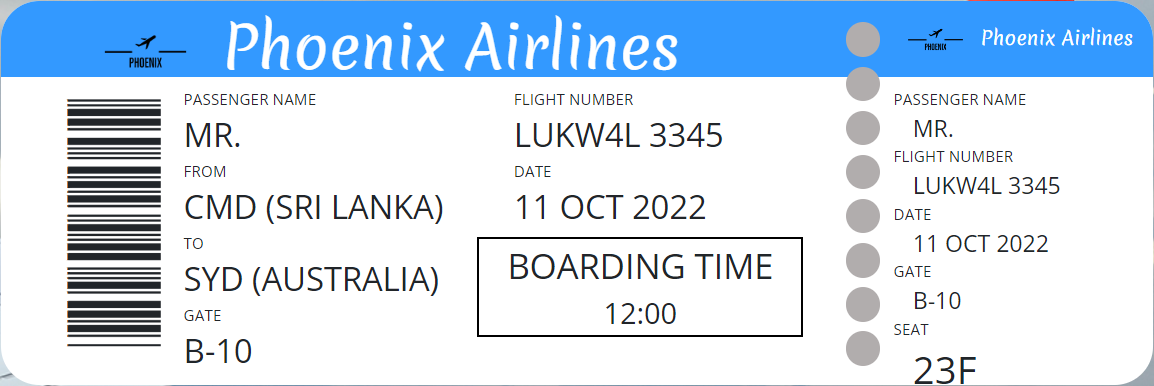 PHOENIX
Phoenix Airlines
PASSENGER NAME
MR.
FROM
CMD (SRI LANKA)
TO
SYD (AUSTRALIA)
GATE
B-10
FLIGHT NUMBER
LUKW4L 3345
DATE
11 OCT 2022
BOARDING TIME
12:00
PHOENIX
Phoenix Airlines
PASSENGER NAME
MR.
FLIGHT NUMBER
LUKW4L 3345
DATE
11 OCT 2022
GATE
B-10
SEAT
23F